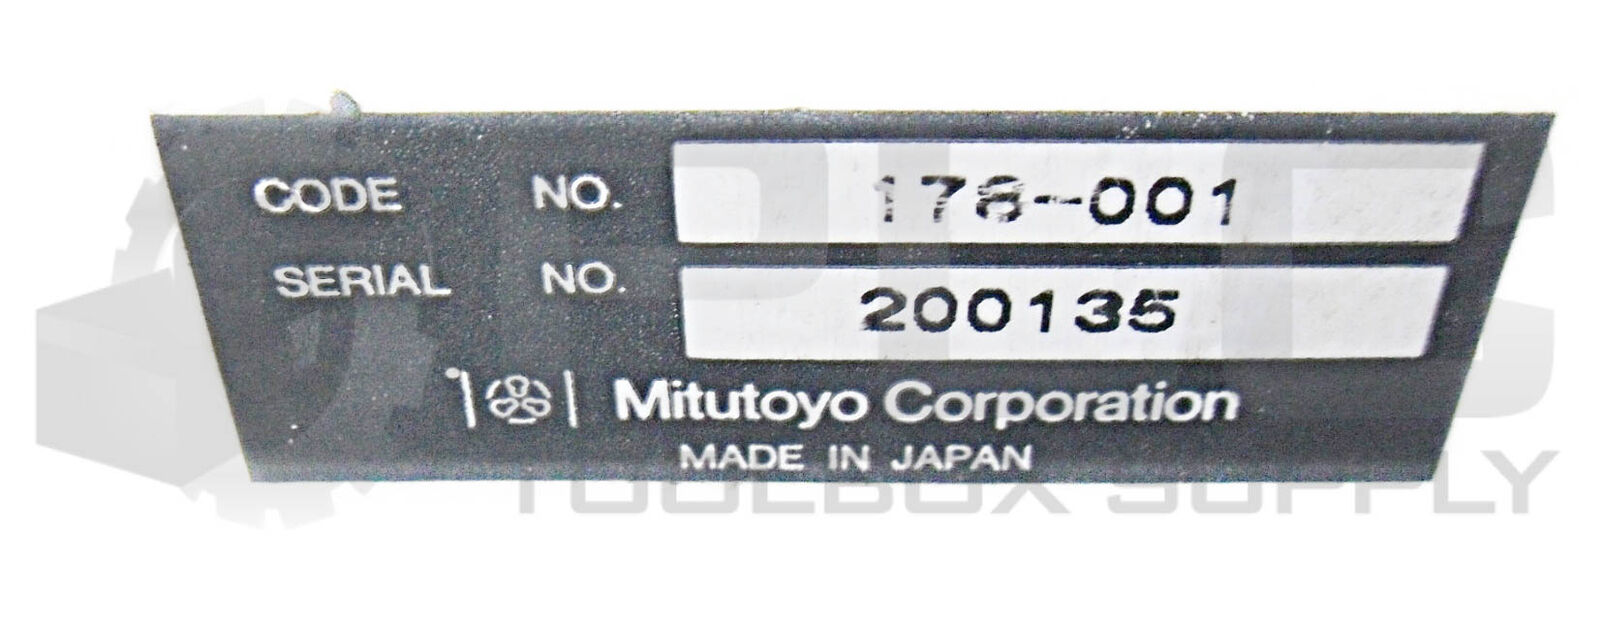 CODE NO. 178-001
SERIAL NO. 200135
Mitutoyo Corporation
MADE IN JAPAN
TOOLBOX SUPPLY